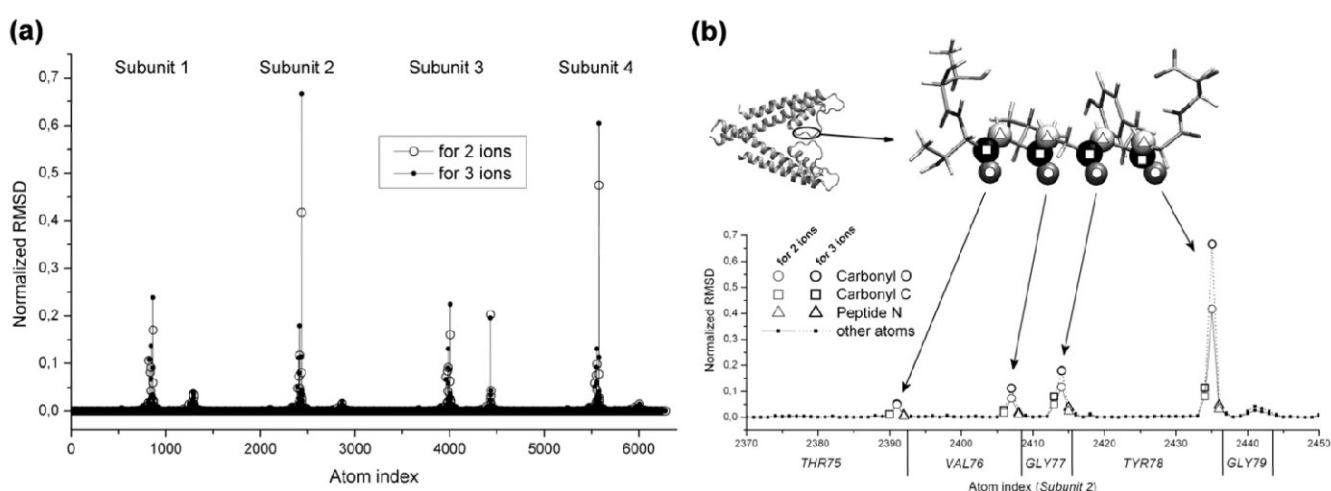 (a)
0,7
0,6
0,5
0,4
0,3
0,2
0,1
0,0
Normalized RMSD
Subunit 1 Subunit 2 Subunit 3 Subunit 4
for 2 ions
for 3 ions
0 1000 2000 3000 4000 5000 6000
Atom index
(b)
0,7
0,6
0,5
0,4
0,3
0,2
0,1
0,0
Normalized RMSD
for 2 ions for 3 ions
Carbonyl O
Carbonyl C
Peptide N
other atoms
2370 2380 2390 2400 2410 2420 2430 2440 2450
THR75 VAL76 GLY77 TYR78 GLY79
Atom index (Subunit 2)